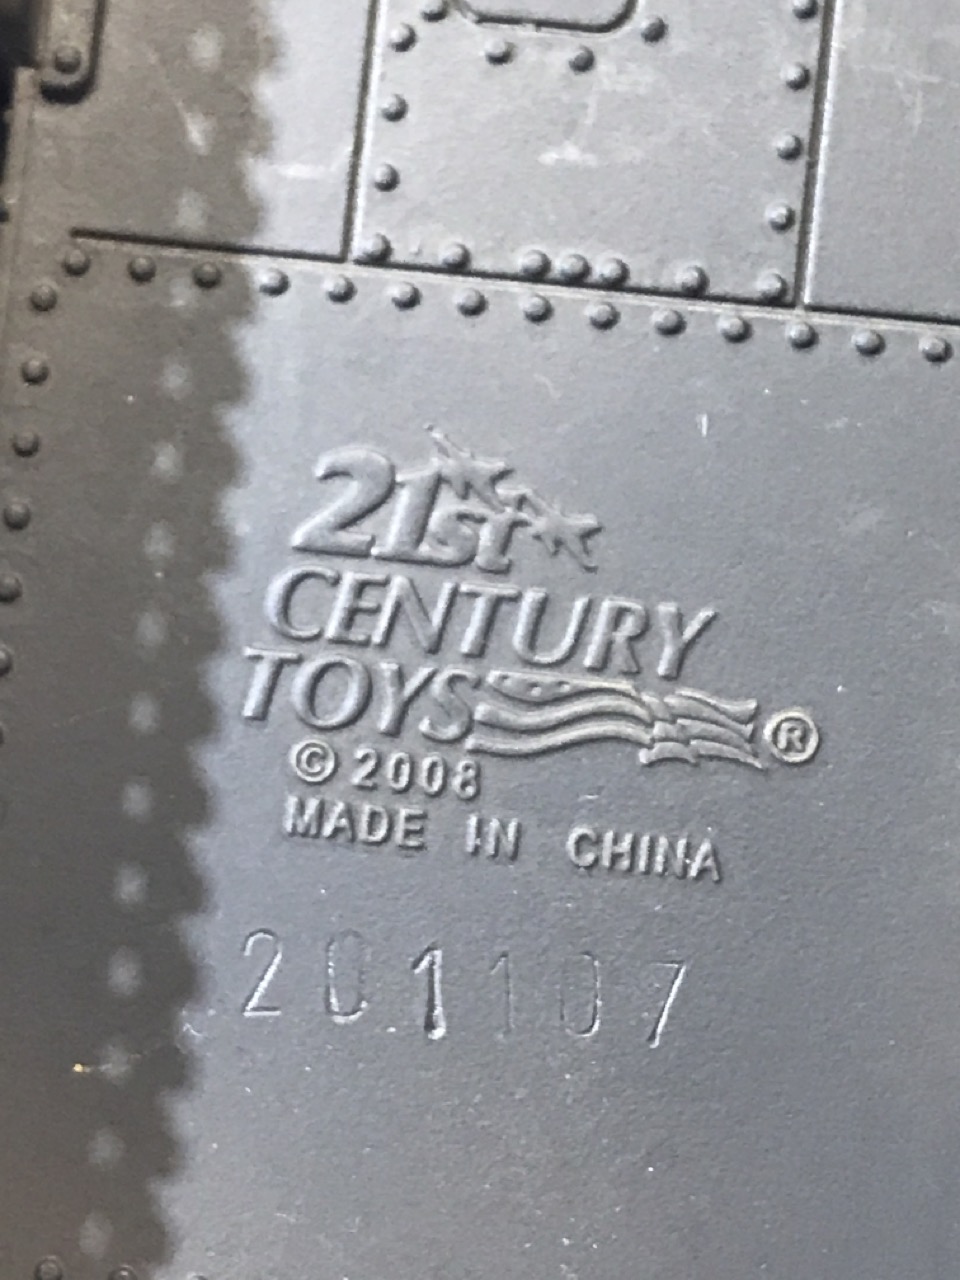 21st
CENTURY
TOYS ®
© 2008
MADE IN CHINA
201107